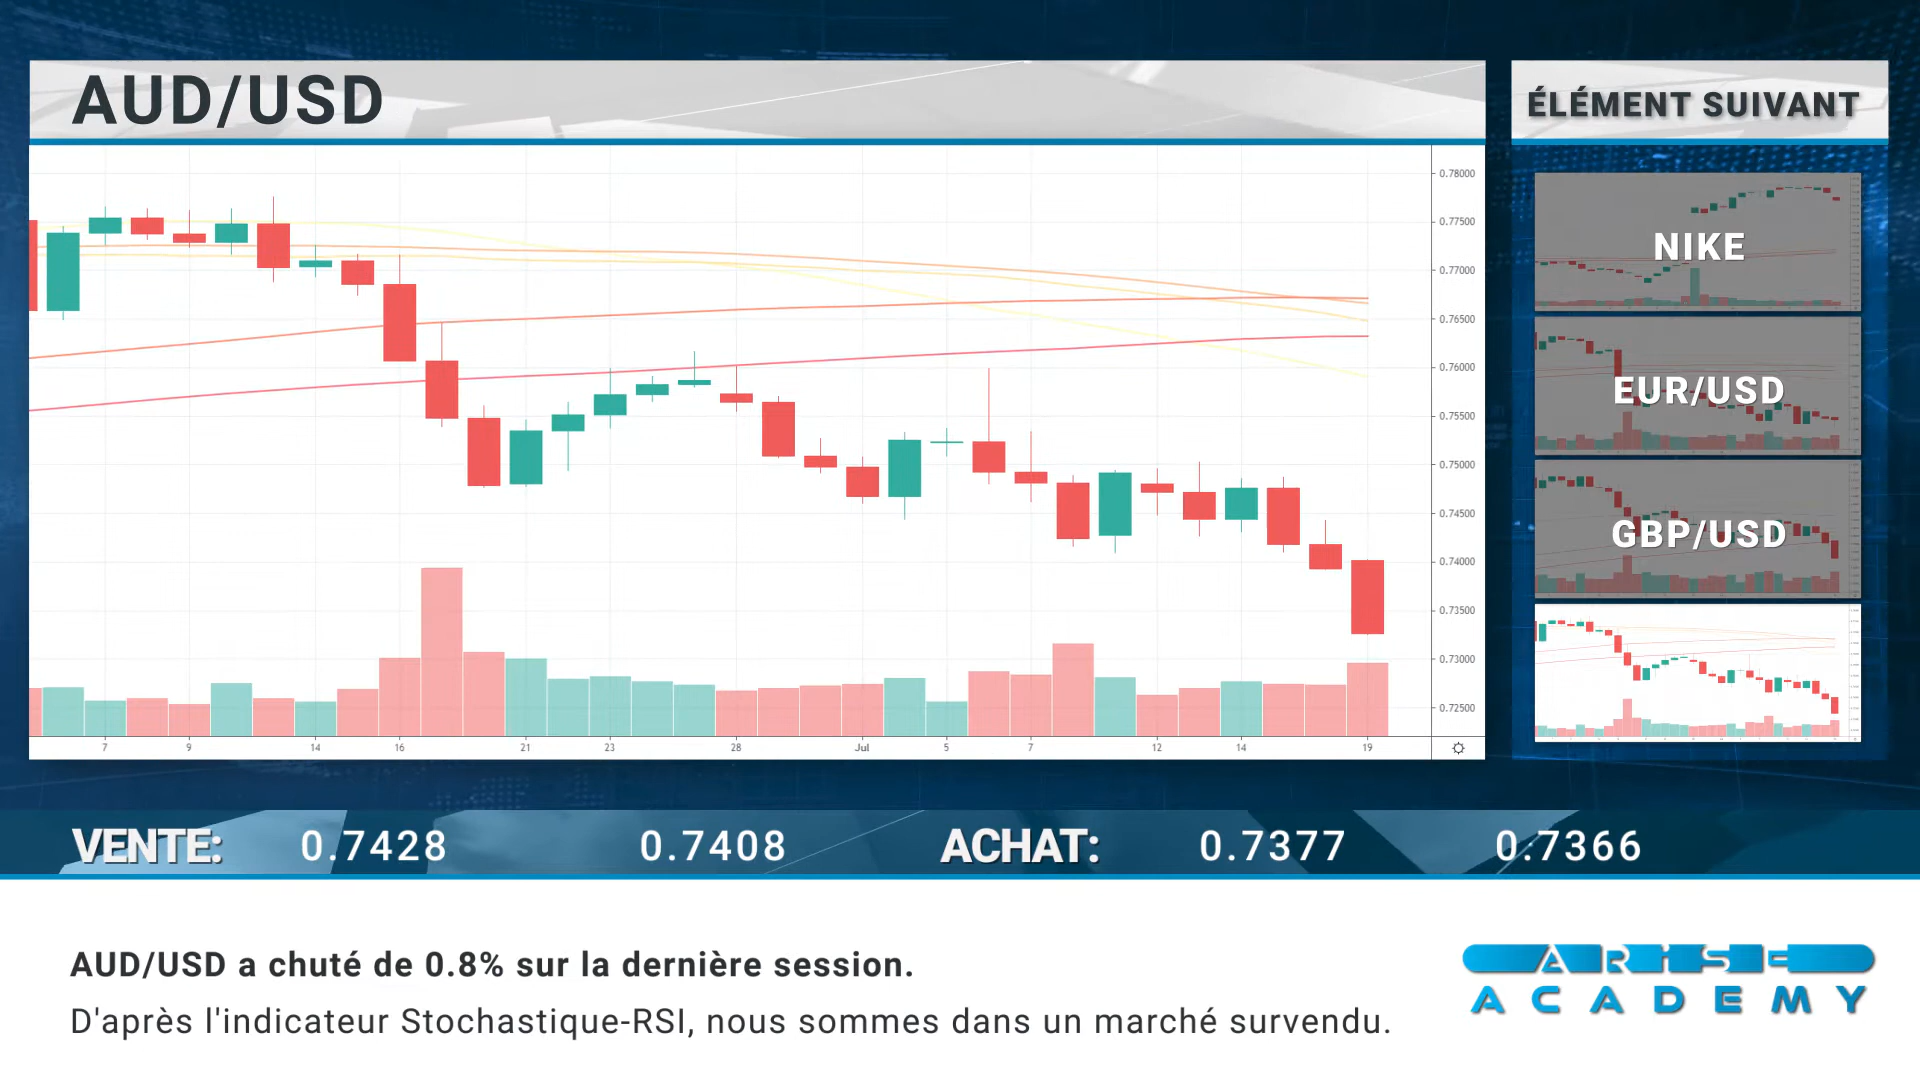 AUD/USD
ÉLÉMENT SUIVANT
0.78000
0.77500
0.77000
0.76500
0.76000
0.75500
0.75000
0.74500
0.74000
0.73500
0.73000
0.72500
7 9 14 16 21 23 28 Jul 5 7 12 14 19
NIKE
EUR/USD
GBP/USD
VENTE: 0.7428 0.7408 ACHAT: 0.7377 0.7366
AUD/USD a chuté de 0.8% sur la dernière session.
D'après l'indicateur Stochastique-RSI, nous sommes dans un marché survendu.
ARISE
ACADEMY